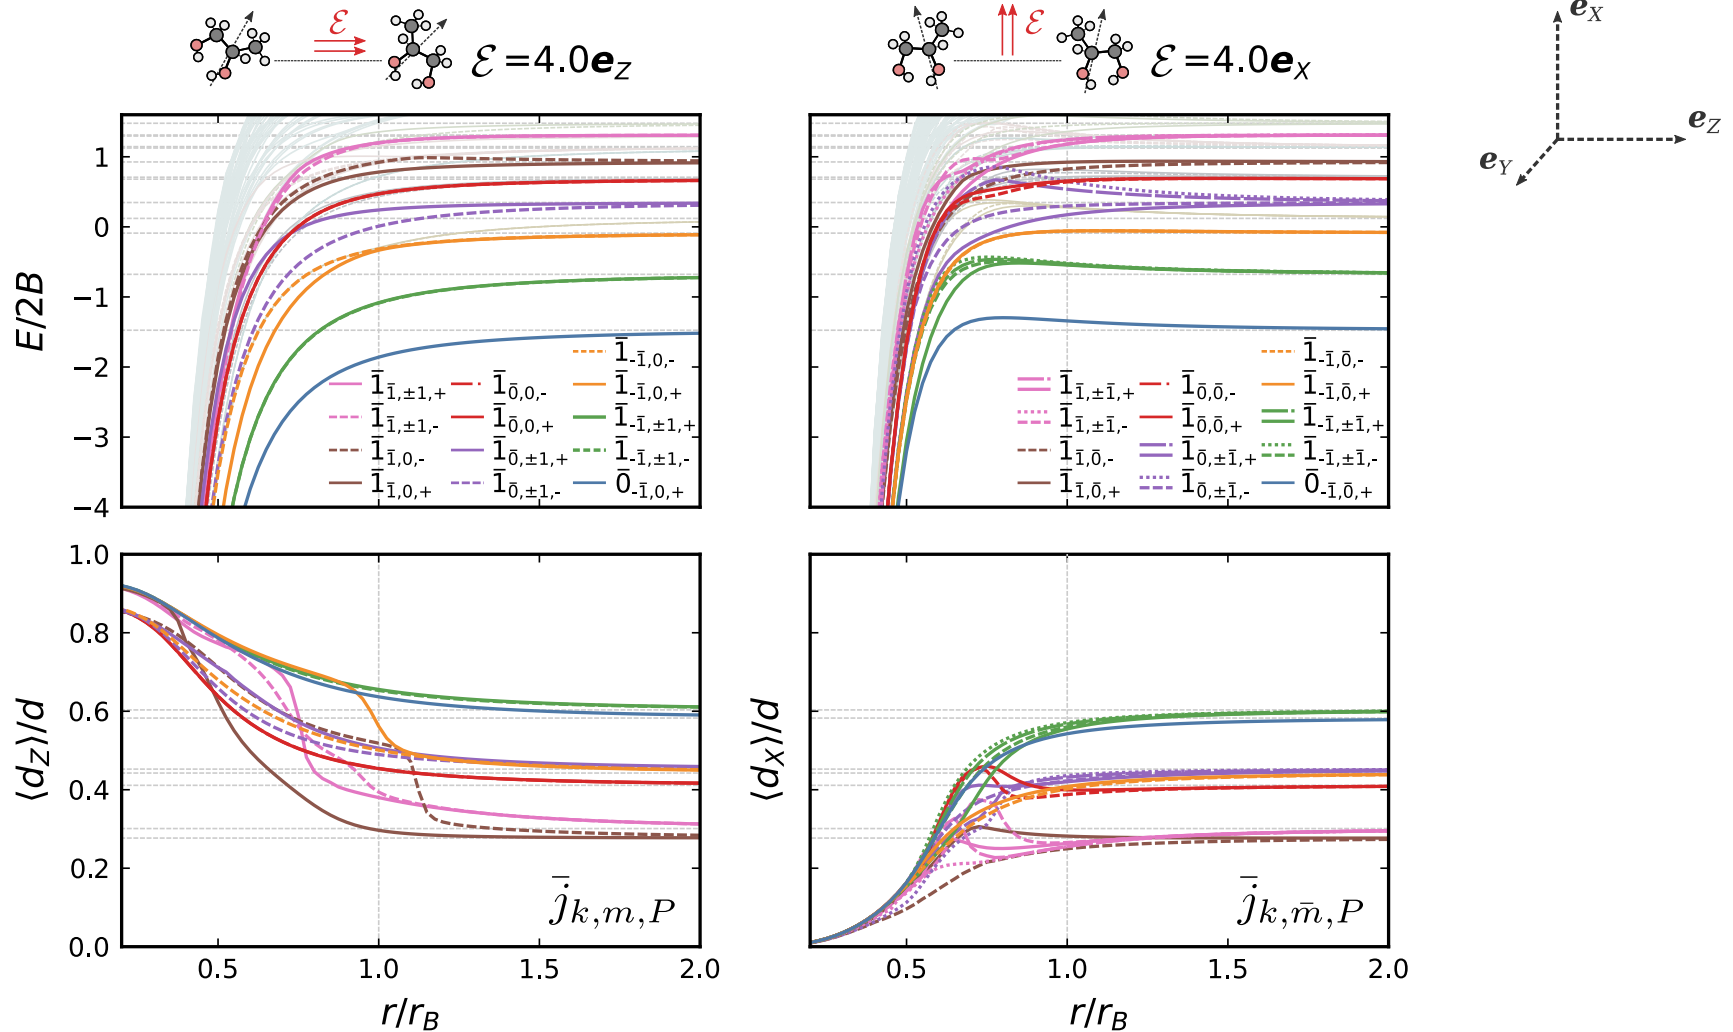 ℰ
ℰ = 4.0e_Z
ℰ
ℰ = 4.0e_X
e_X
e_Z
e_Y
E/2B
1
0
−1
−2
−3
−4
1̄_{1̄,±1,+}
1̄_{1̄,±1,-}
1̄_{1̄,0,-}
1̄_{1̄,0,+}
1̄_{0̄,0,-}
1̄_{0̄,0,+}
1̄_{0̄,±1,+}
1̄_{0̄,±1,-}
1̄_{-1̄,0,-}
1̄_{-1̄,0,+}
1̄_{-1̄,±1,+}
1̄_{-1̄,±1,-}
0̄_{-1̄,0,+}
1̄_{1̄,±1̄,+}
1̄_{1̄,±1̄,-}
1̄_{1̄,0̄,-}
1̄_{1̄,0̄,+}
1̄_{0̄,0̄,-}
1̄_{0̄,0̄,+}
1̄_{0̄,±1̄,+}
1̄_{0̄,±1̄,-}
1̄_{-1̄,0̄,-}
1̄_{-1̄,0̄,+}
1̄_{-1̄,±1̄,+}
1̄_{-1̄,±1̄,-}
0̄_{-1̄,0̄,+}
⟨d_Z⟩/d
1.0
0.8
0.6
0.4
0.2
0.0
j̄_{k,m,P}
0.5 1.0 1.5 2.0
r/r_B
⟨d_X⟩/d
j̄_{k,m̄,P}
0.5 1.0 1.5 2.0
r/r_B